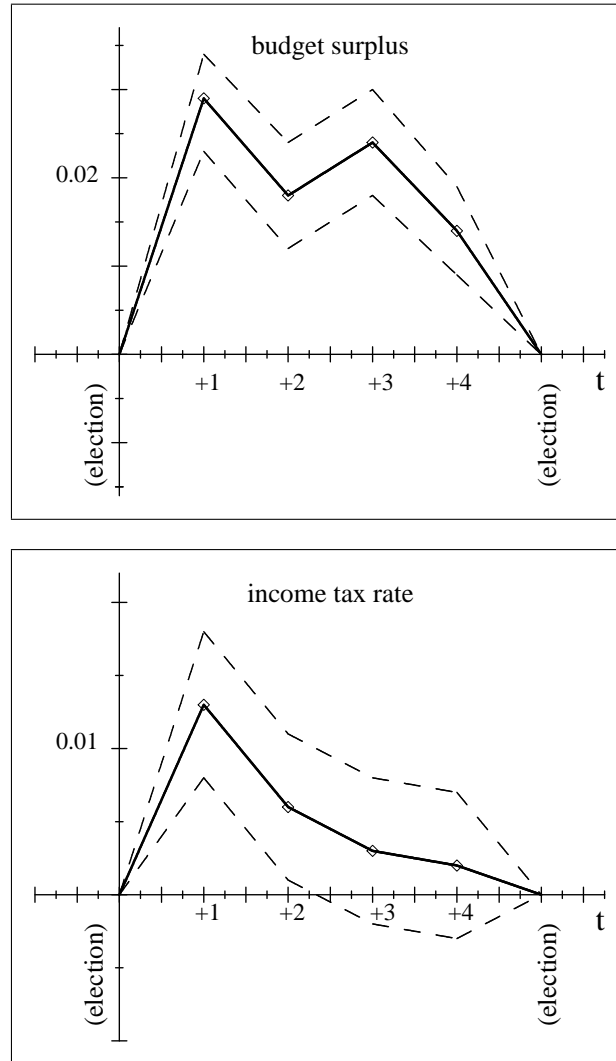 budget surplus
0.02
+1 +2 +3 +4 t
(election) (election)
income tax rate
0.01
+1 +2 +3 +4 t
(election) (election)